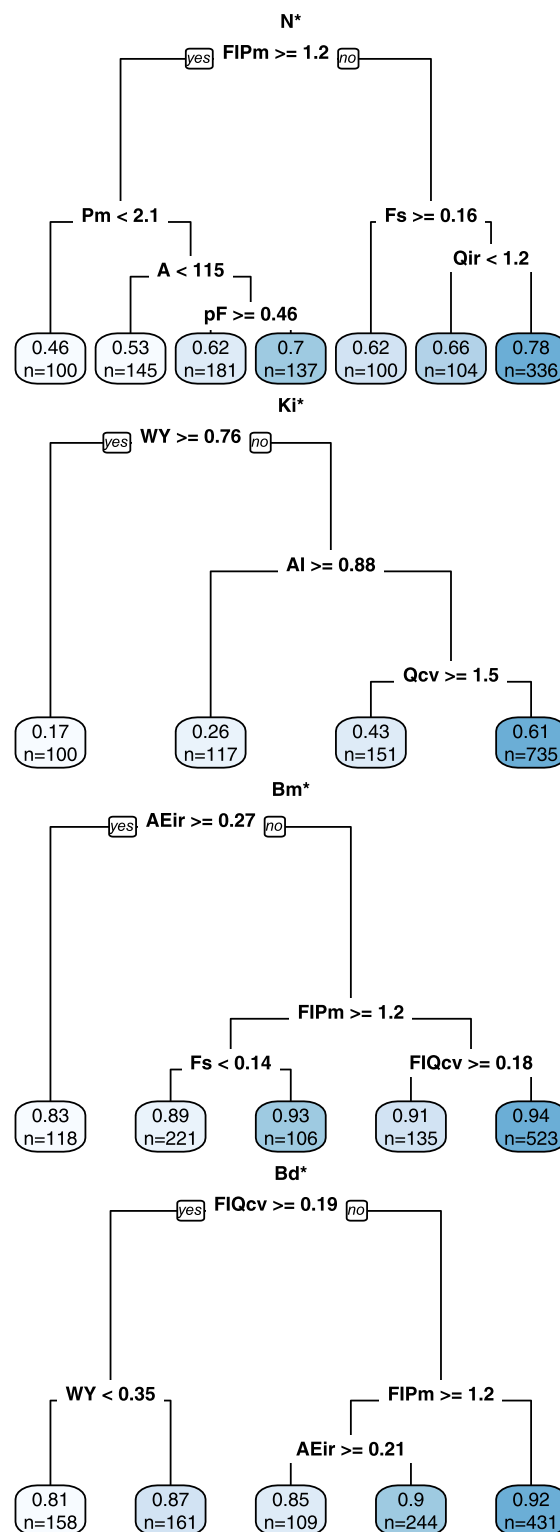 N*
yes FIPm >= 1.2 no
Pm < 2.1
Fs >= 0.16
Qir < 1.2
A < 115
pF >= 0.46
0.46 0.53 0.62 0.7 0.62 0.66 0.78
n=100 n=145 n=181 n=137 n=100 n=104 n=336
Ki*
yes WY >= 0.76 no
AI >= 0.88
Qcv >= 1.5
0.17 0.26 0.43 0.61
n=100 n=117 n=151 n=735
Bm*
yes AEir >= 0.27 no
FIPm >= 1.2
Fs < 0.14 FIQcv >= 0.18
0.83 0.89 0.93 0.91 0.94
n=118 n=221 n=106 n=135 n=523
Bd*
yes FIQcv >= 0.19 no
WY < 0.35 FIPm >= 1.2
AEir >= 0.21
0.81 0.87 0.85 0.9 0.92
n=158 n=161 n=109 n=244 n=431